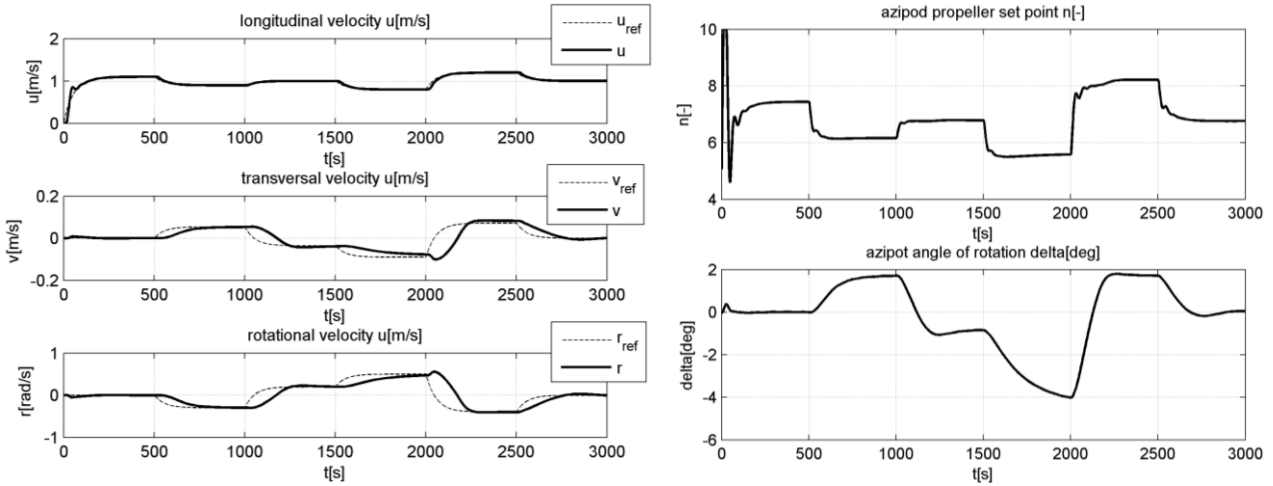 longitudinal velocity u[m/s]
u_ref
u
2
1
0
u[m/s]
0 500 1000 1500 2000 2500 3000
t[s]
transversal velocity u[m/s]
v_ref
v
0.2
0
-0.2
v[m/s]
0 500 1000 1500 2000 2500 3000
t[s]
rotational velocity u[m/s]
r_ref
r
1
0
-1
r[rad/s]
0 500 1000 1500 2000 2500 3000
t[s]
azipod propeller set point n[-]
10
8
6
4
n[-]
0 500 1000 1500 2000 2500 3000
t[s]
azipot angle of rotation delta[deg]
2
0
-2
-4
-6
delta[deg]
0 500 1000 1500 2000 2500 3000
t[s]